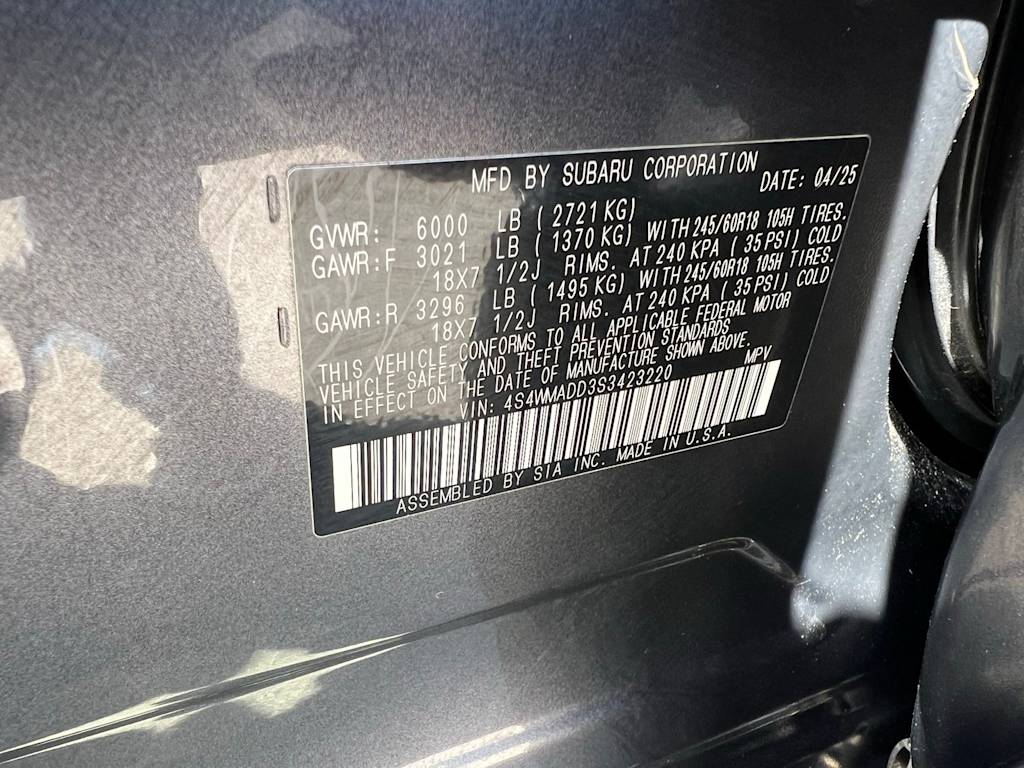 MFD BY SUBARU CORPORATION DATE: 04/25
GVWR: 6000 LB ( 2721 KG)
GAWR:F 3021 LB ( 1370 KG) WITH 245/60R18 105H TIRES.
18X7 1/2J RIMS. AT 240 KPA ( 35 PSI) COLD
GAWR:R 3296 LB ( 1495 KG) WITH 245/60R18 105H TIRES.
18X7 1/2J RIMS. AT 240 KPA ( 35 PSI) COLD
THIS VEHICLE CONFORMS TO ALL APPLICABLE FEDERAL MOTOR
VEHICLE SAFETY AND THEFT PREVENTION STANDARDS
IN EFFECT ON THE DATE OF MANUFACTURE SHOWN ABOVE.
VIN: 4S4WMADD3S3423220 MPV
ASSEMBLED BY SIA INC. MADE IN U.S.A.